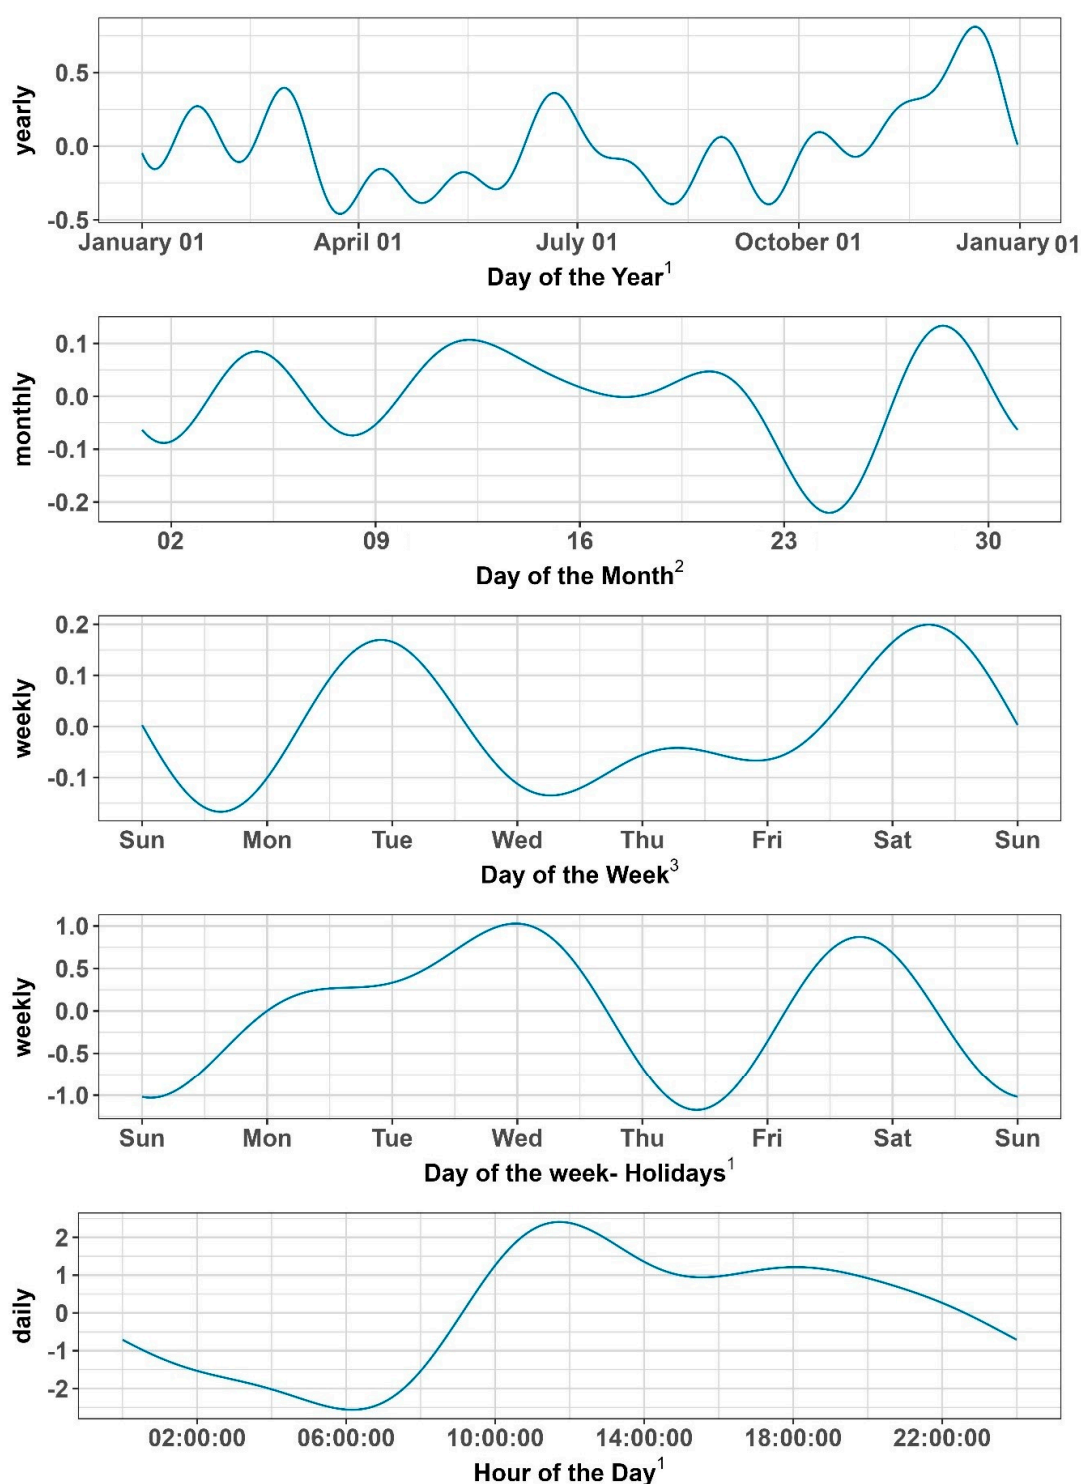 yearly
0.5
0.0
-0.5
January 01 April 01 July 01 October 01 January 01
Day of the Year¹
monthly
0.1
0.0
-0.1
-0.2
02 09 16 23 30
Day of the Month²
weekly
0.2
0.1
0.0
-0.1
Sun Mon Tue Wed Thu Fri Sat Sun
Day of the Week³
weekly
1.0
0.5
0.0
-0.5
-1.0
Sun Mon Tue Wed Thu Fri Sat Sun
Day of the week- Holidays¹
daily
2
1
0
-1
-2
02:00:00 06:00:00 10:00:00 14:00:00 18:00:00 22:00:00
Hour of the Day¹